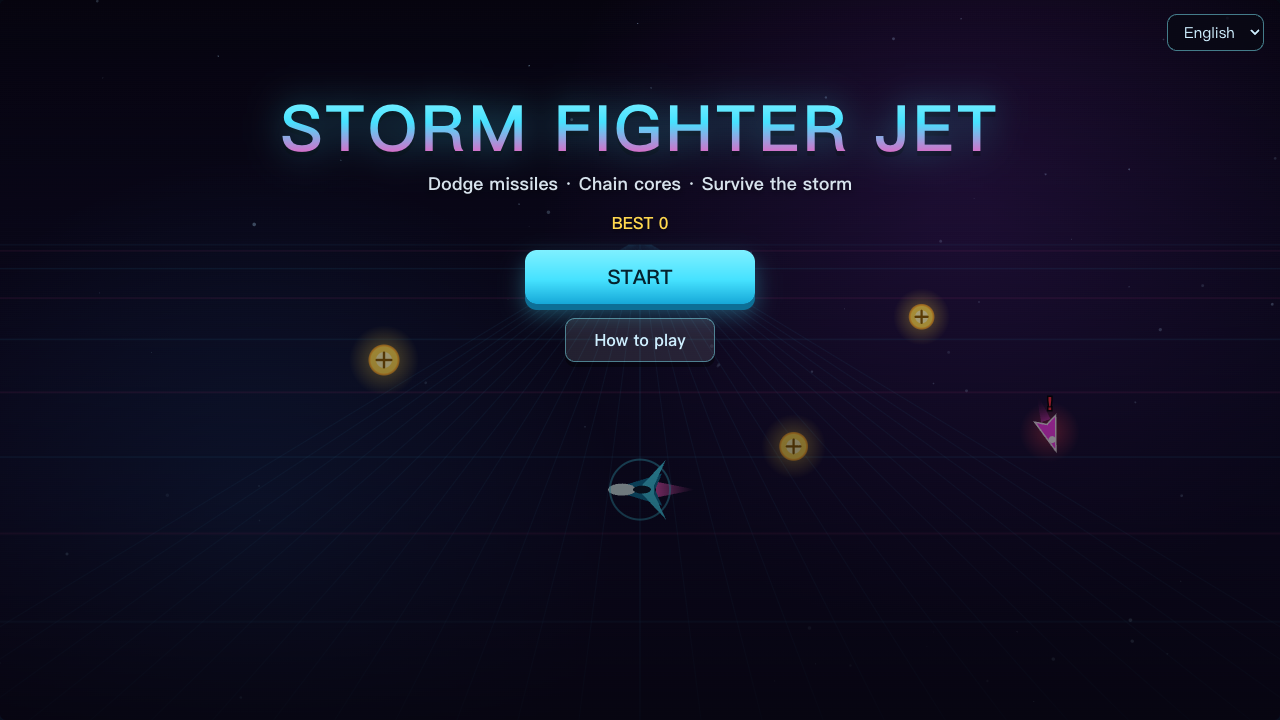 English
STORM FIGHTER JET
Dodge missiles · Chain cores · Survive the storm
BEST 0
START
How to play
!